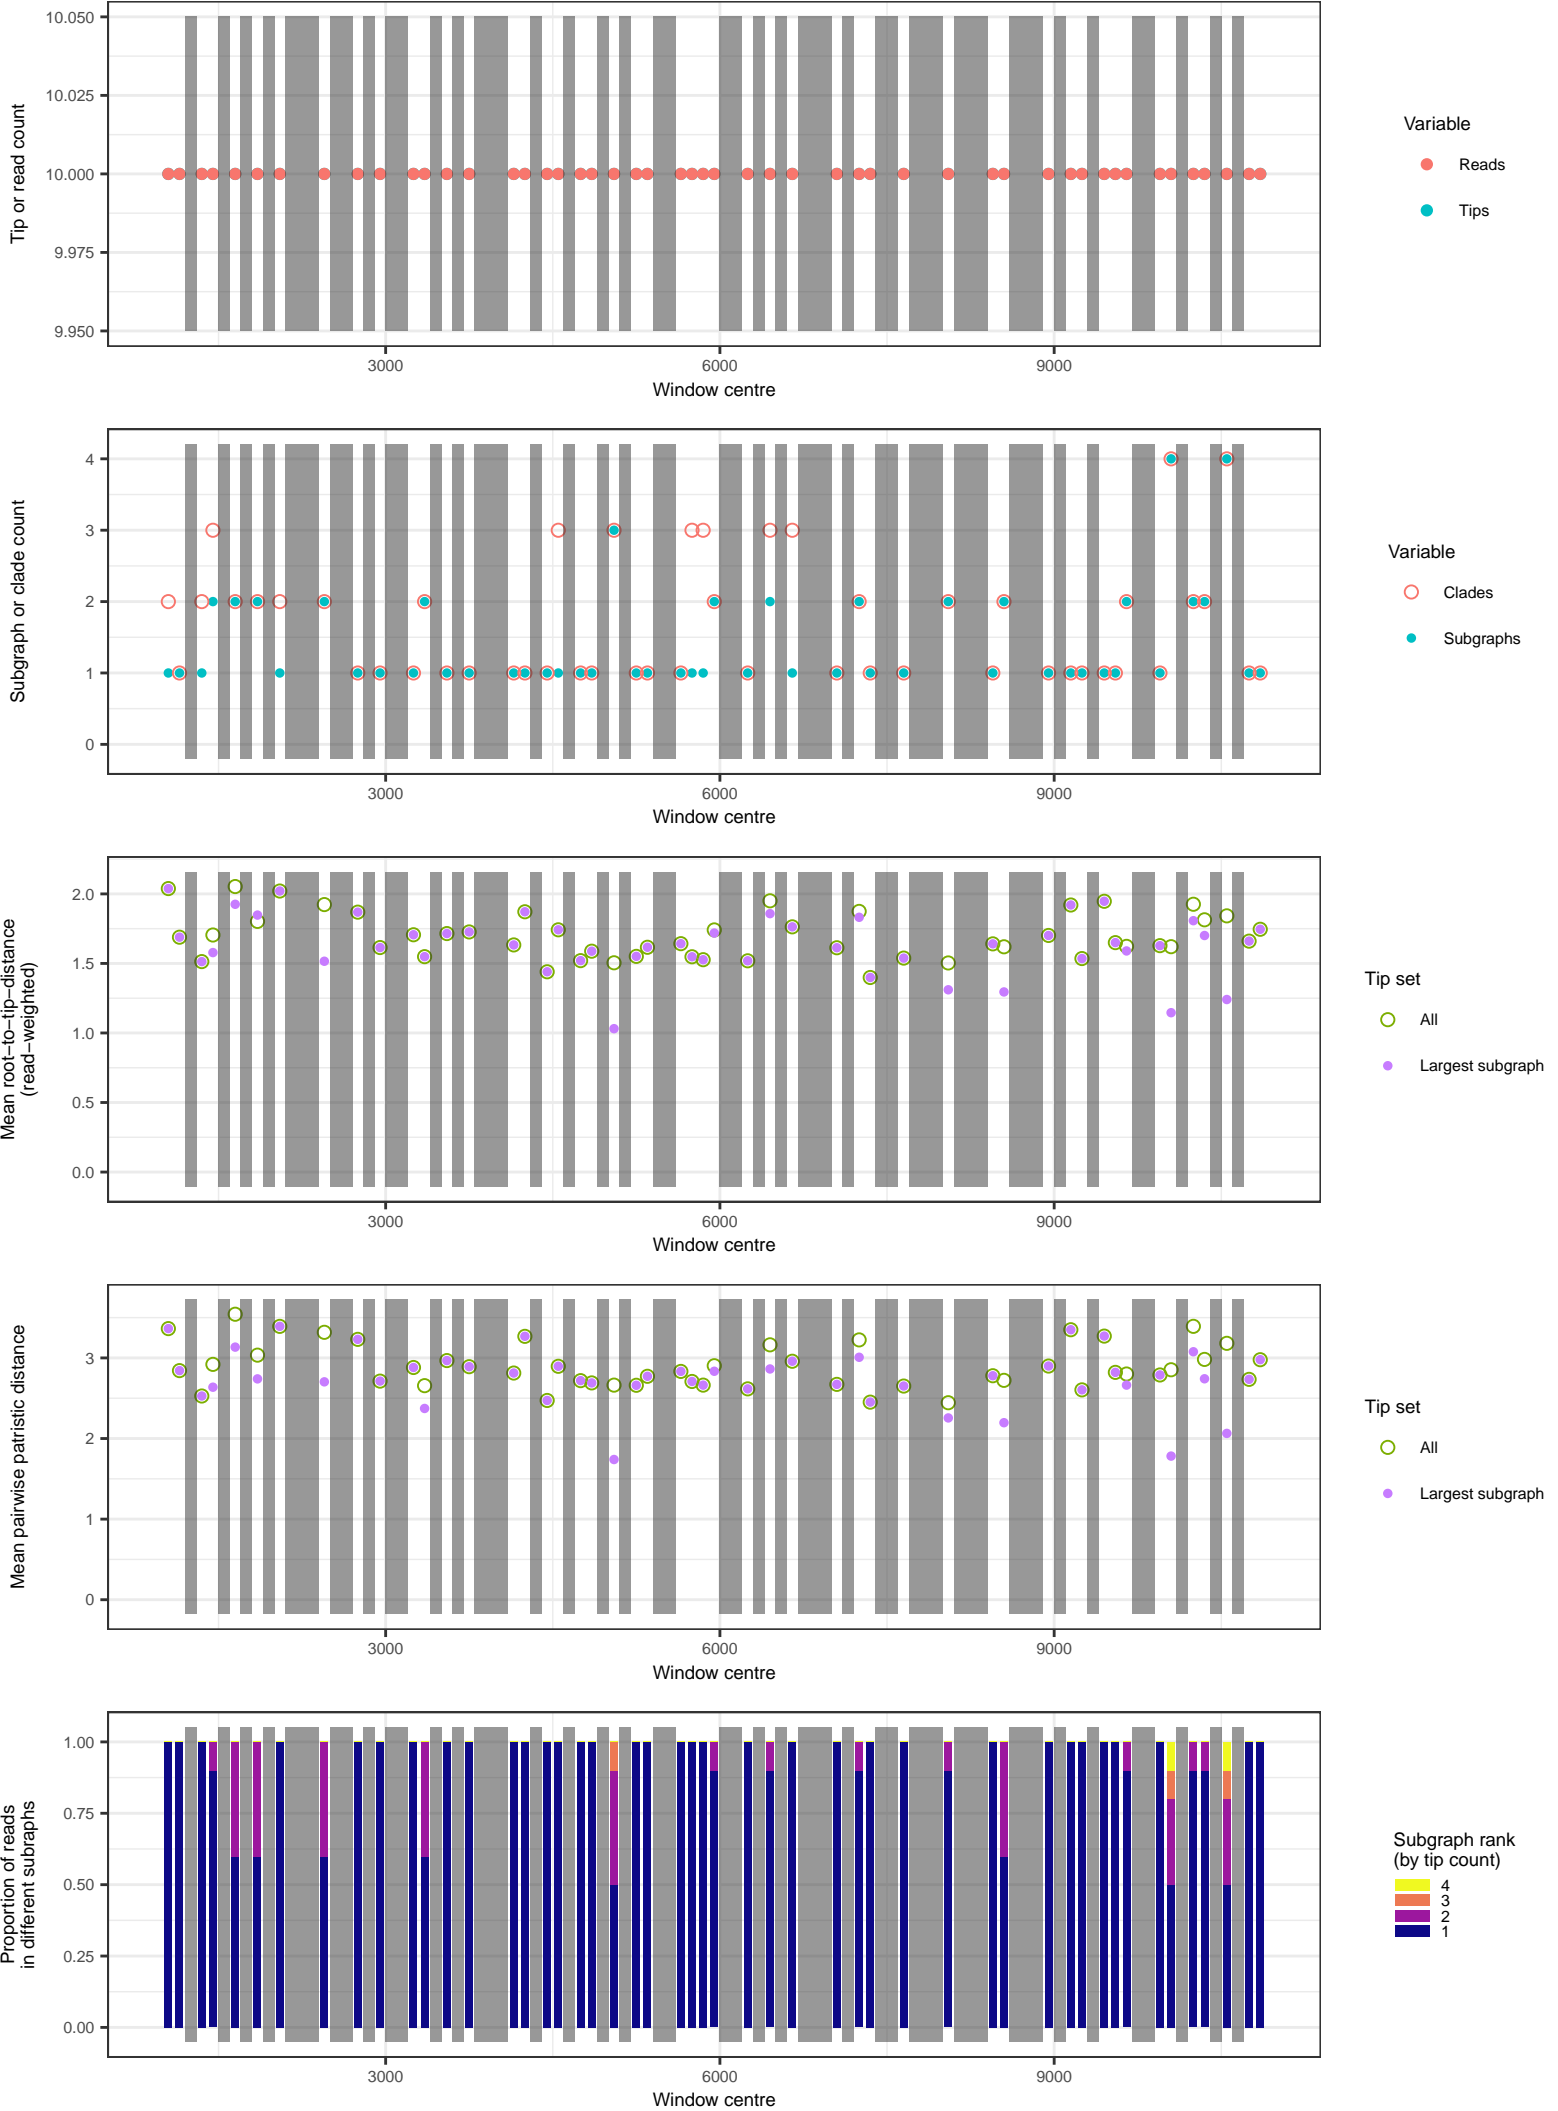 10.050
10.025
10.000
9.975
9.950
Tip or read count
3000
6000
9000
Window centre
Variable
Reads
Tips
4
3
2
1
0
Subgraph or clade count
3000
6000
9000
Window centre
Variable
Clades
Subgraphs
2.0
1.5
1.0
0.5
0.0
Mean root−to−tip−distance
(read−weighted)
3000
6000
9000
Window centre
Tip set
All
Largest subgraph
3
2
1
0
Mean pairwise patristic distance
3000
6000
9000
Window centre
Tip set
All
Largest subgraph
1.00
0.75
0.50
0.25
0.00
Proportion of reads
in different subraphs
3000
6000
9000
Window centre
Subgraph rank
(by tip count)
4
3
2
1